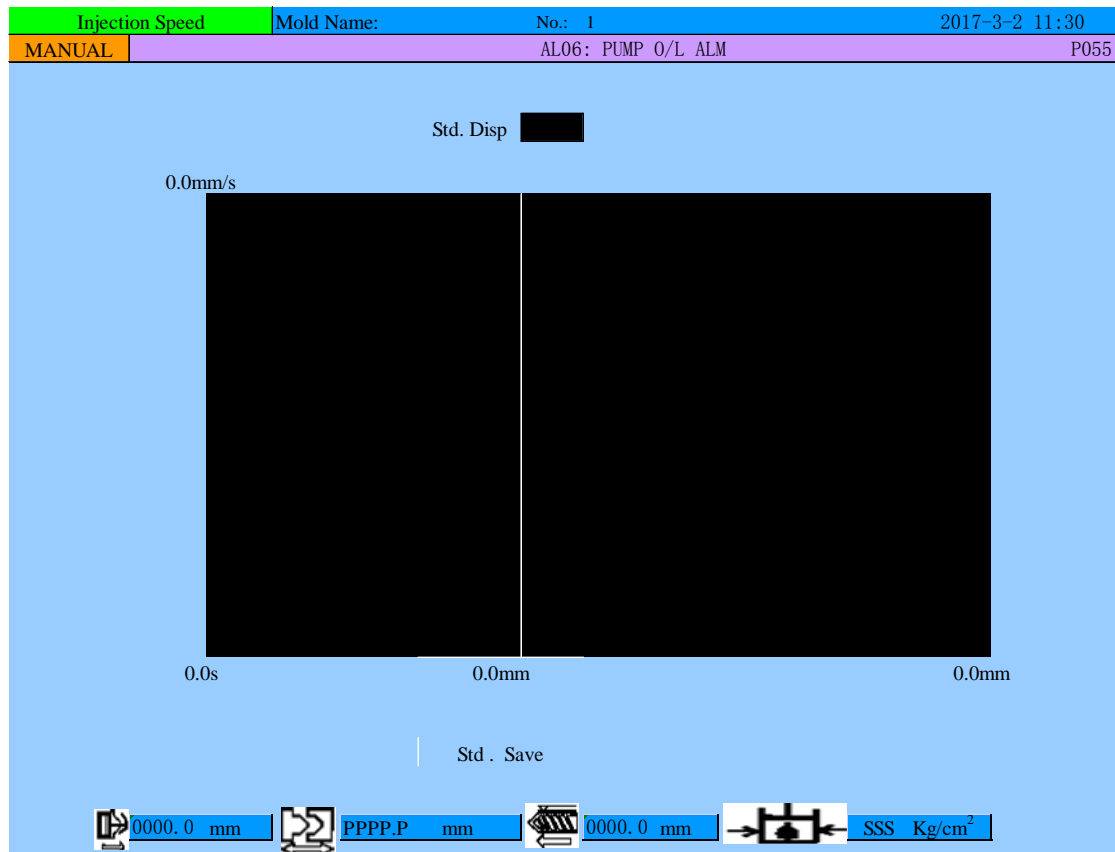 Injection Speed Mold Name: No.: 1 2017-3-2 11:30
MANUAL AL06: PUMP O/L ALM P055
Std. Disp
0.0mm/s
0.0s 0.0mm 0.0mm
Std . Save
0000.0 mm PPPP.P mm 0000.0 mm SSS Kg/cm²